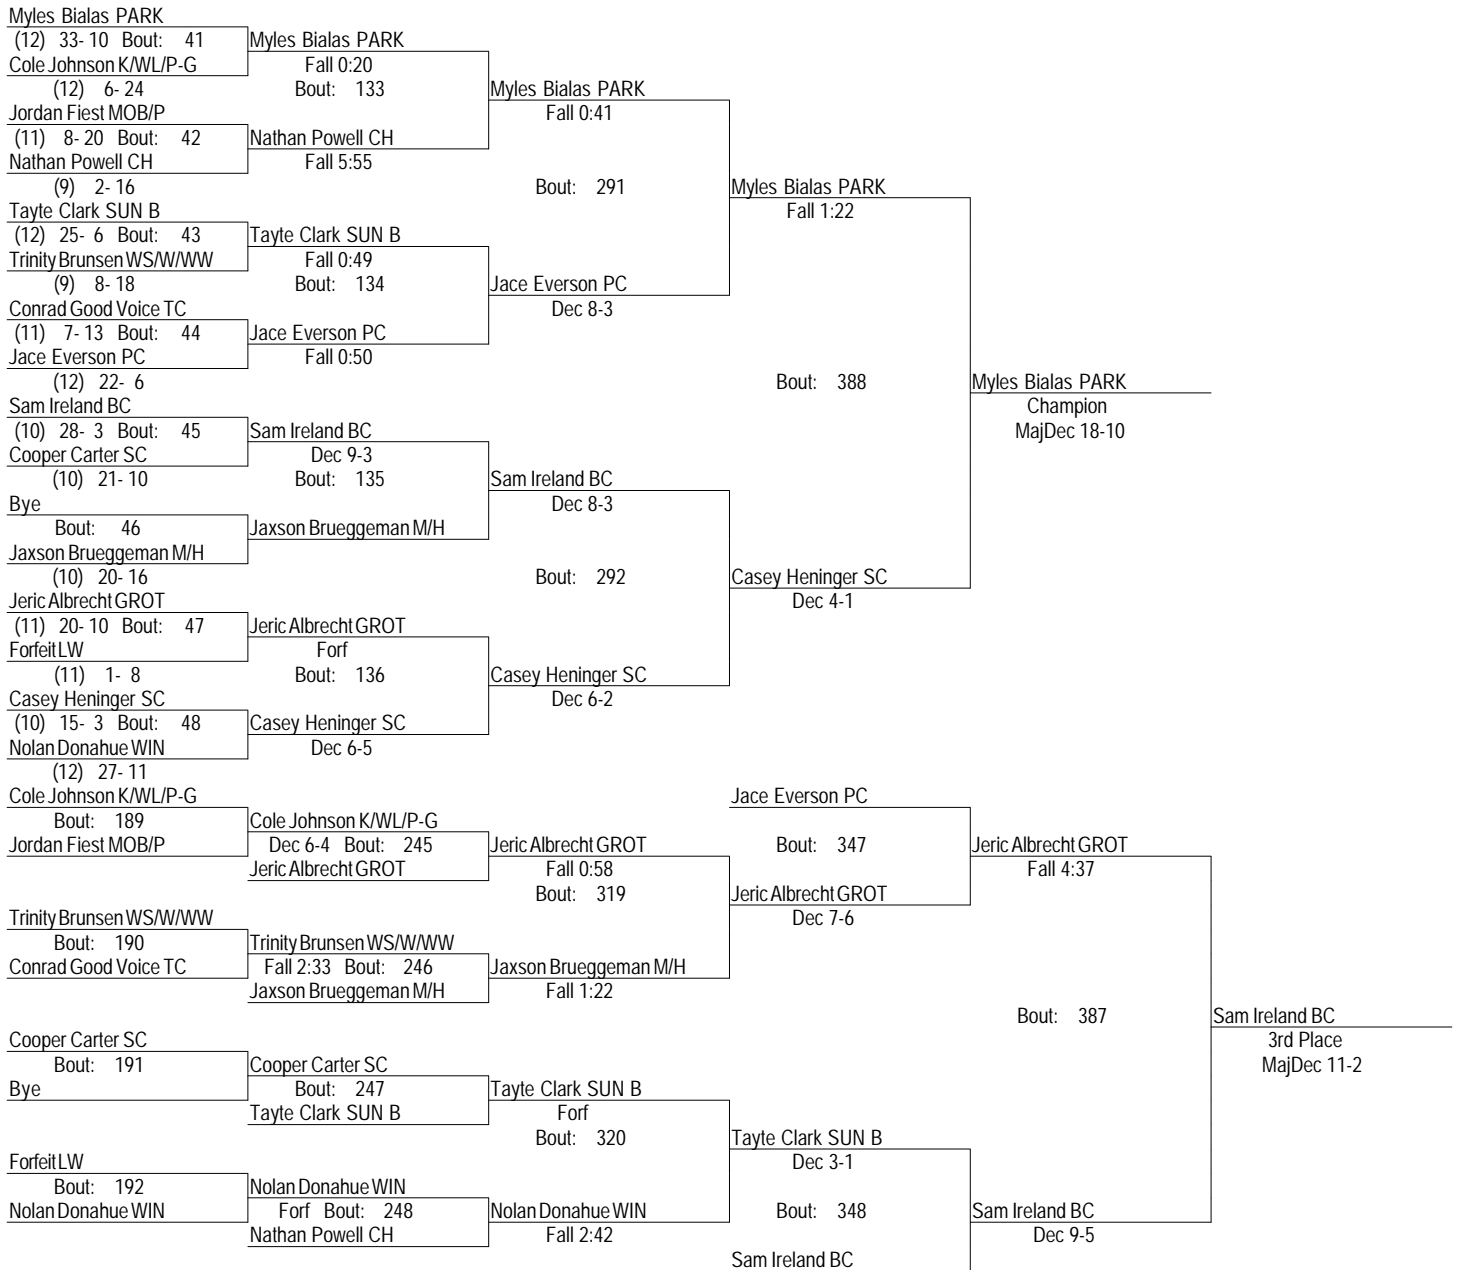 Myles Bialas PARK
(12) 33- 10 Bout: 41 Myles Bialas PARK
Cole Johnson K/WL/P-G Fall 0:20
(12) 6- 24 Bout: 133 Myles Bialas PARK
Jordan Fiest MOB/P Fall 0:41
(11) 8- 20 Bout: 42 Nathan Powell CH
Nathan Powell CH Fall 5:55
(9) 2- 16 Bout: 291 Myles Bialas PARK
Tayte Clark SUN B Fall 1:22
(12) 25- 6 Bout: 43 Tayte Clark SUN B
Trinity Brunsen WS/W/WW Fall 0:49
(9) 8- 18 Bout: 134 Jace Everson PC
Conrad Good Voice TC Dec 8-3
(11) 7- 13 Bout: 44 Jace Everson PC
Jace Everson PC Fall 0:50
(12) 22- 6 Bout: 388 Myles Bialas PARK
Sam Ireland BC Champion
(10) 28- 3 Bout: 45 Sam Ireland BC MajDec 18-10
Cooper Carter SC Dec 9-3
(10) 21- 10 Bout: 135 Sam Ireland BC
Bye Dec 8-3
Bout: 46 Jaxson Brueggeman M/H
Jaxson Brueggeman M/H
(10) 20- 16 Bout: 292 Casey Heninger SC
Jeric Albrecht GROT Dec 4-1
(11) 20- 10 Bout: 47 Jeric Albrecht GROT
Forfeit LW Forf
(11) 1- 8 Bout: 136 Casey Heninger SC
Casey Heninger SC Dec 6-2
(10) 15- 3 Bout: 48 Casey Heninger SC
Nolan Donahue WIN Dec 6-5
(12) 27- 11
Cole Johnson K/WL/P-G Jace Everson PC
Bout: 189 Cole Johnson K/WL/P-G
Jordan Fiest MOB/P Dec 6-4 Bout: 245 Jeric Albrecht GROT Bout: 347 Jeric Albrecht GROT
Jeric Albrecht GROT Fall 0:58 Fall 4:37
Bout: 319 Jeric Albrecht GROT
Trinity Brunsen WS/W/WW Dec 7-6
Bout: 190 Trinity Brunsen WS/W/WW
Conrad Good Voice TC Fall 2:33 Bout: 246 Jaxson Brueggeman M/H
Jaxson Brueggeman M/H Fall 1:22
Bout: 387 Sam Ireland BC
Cooper Carter SC 3rd Place
Bout: 191 Cooper Carter SC MajDec 11-2
Bye Bout: 247 Tayte Clark SUN B
Tayte Clark SUN B Forf
Bout: 320 Tayte Clark SUN B
Forfeit LW Dec 3-1
Bout: 192 Nolan Donahue WIN
Nolan Donahue WIN Forf Bout: 248 Nolan Donahue WIN Bout: 348 Sam Ireland BC
Nathan Powell CH Fall 2:42 Dec 9-5
Sam Ireland BC